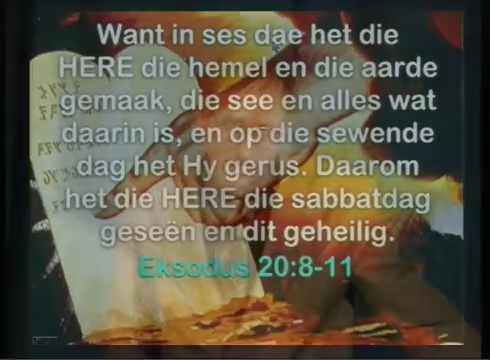 Want in ses dae het die
HERE die hemel en die aarde
gemaak, die see en alles wat
daarin is, en op die sewende
dag het Hy gerus. Daarom
het die HERE die sabbatdag
geseën en dit geheilig.
Eksodus 20:8-11